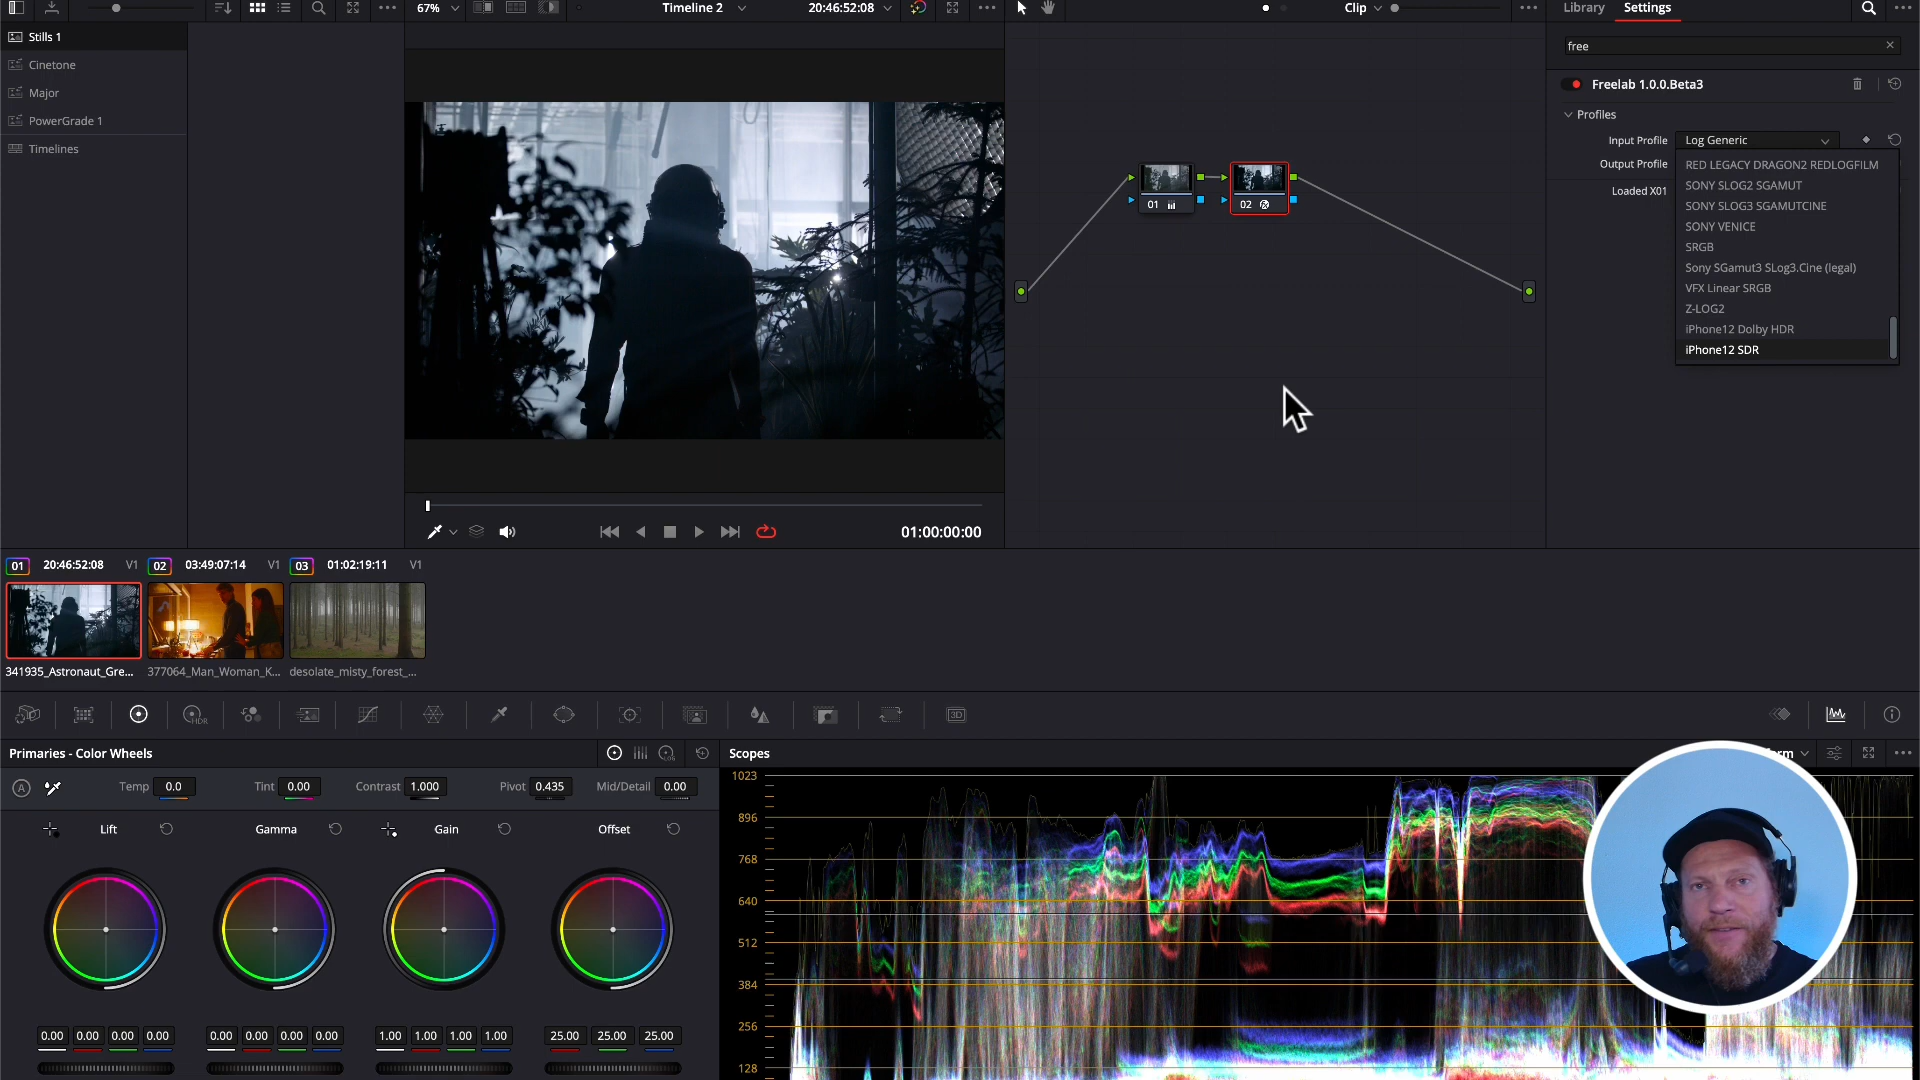 67%
Timeline 2
20:46:52:08
Clip
Library
Settings
Stills 1
Cinetone
Major
PowerGrade 1
Timelines
free
Freelab 1.0.0.Beta3
Profiles
Input Profile
Log Generic
Output Profile
Loaded X01
RED LEGACY DRAGON2 REDLOGFILM
SONY SLOG2 SGAMUT
SONY SLOG3 SGAMUTCINE
SONY VENICE
SRGB
Sony SGamut3 SLog3.Cine (legal)
VFX Linear SRGB
Z-LOG2
iPhone12 Dolby HDR
iPhone12 SDR
01
02
01:00:00:00
01 20:46:52:08 V1
02 03:49:07:14 V1
03 01:02:19:11 V1
341935_Astronaut_Gre...
377064_Man_Woman_K...
desolate_misty_forest_...
HDR
3D
Primaries - Color Wheels
Scopes
A
Temp 0.0
Tint 0.00
Contrast 1.000
Pivot 0.435
Mid/Detail 0.00
Lift
Gamma
Gain
Offset
0.00 0.00 0.00 0.00
0.00 0.00 0.00 0.00
1.00 1.00 1.00 1.00
25.00 25.00 25.00
1023
896
768
640
512
384
256
128